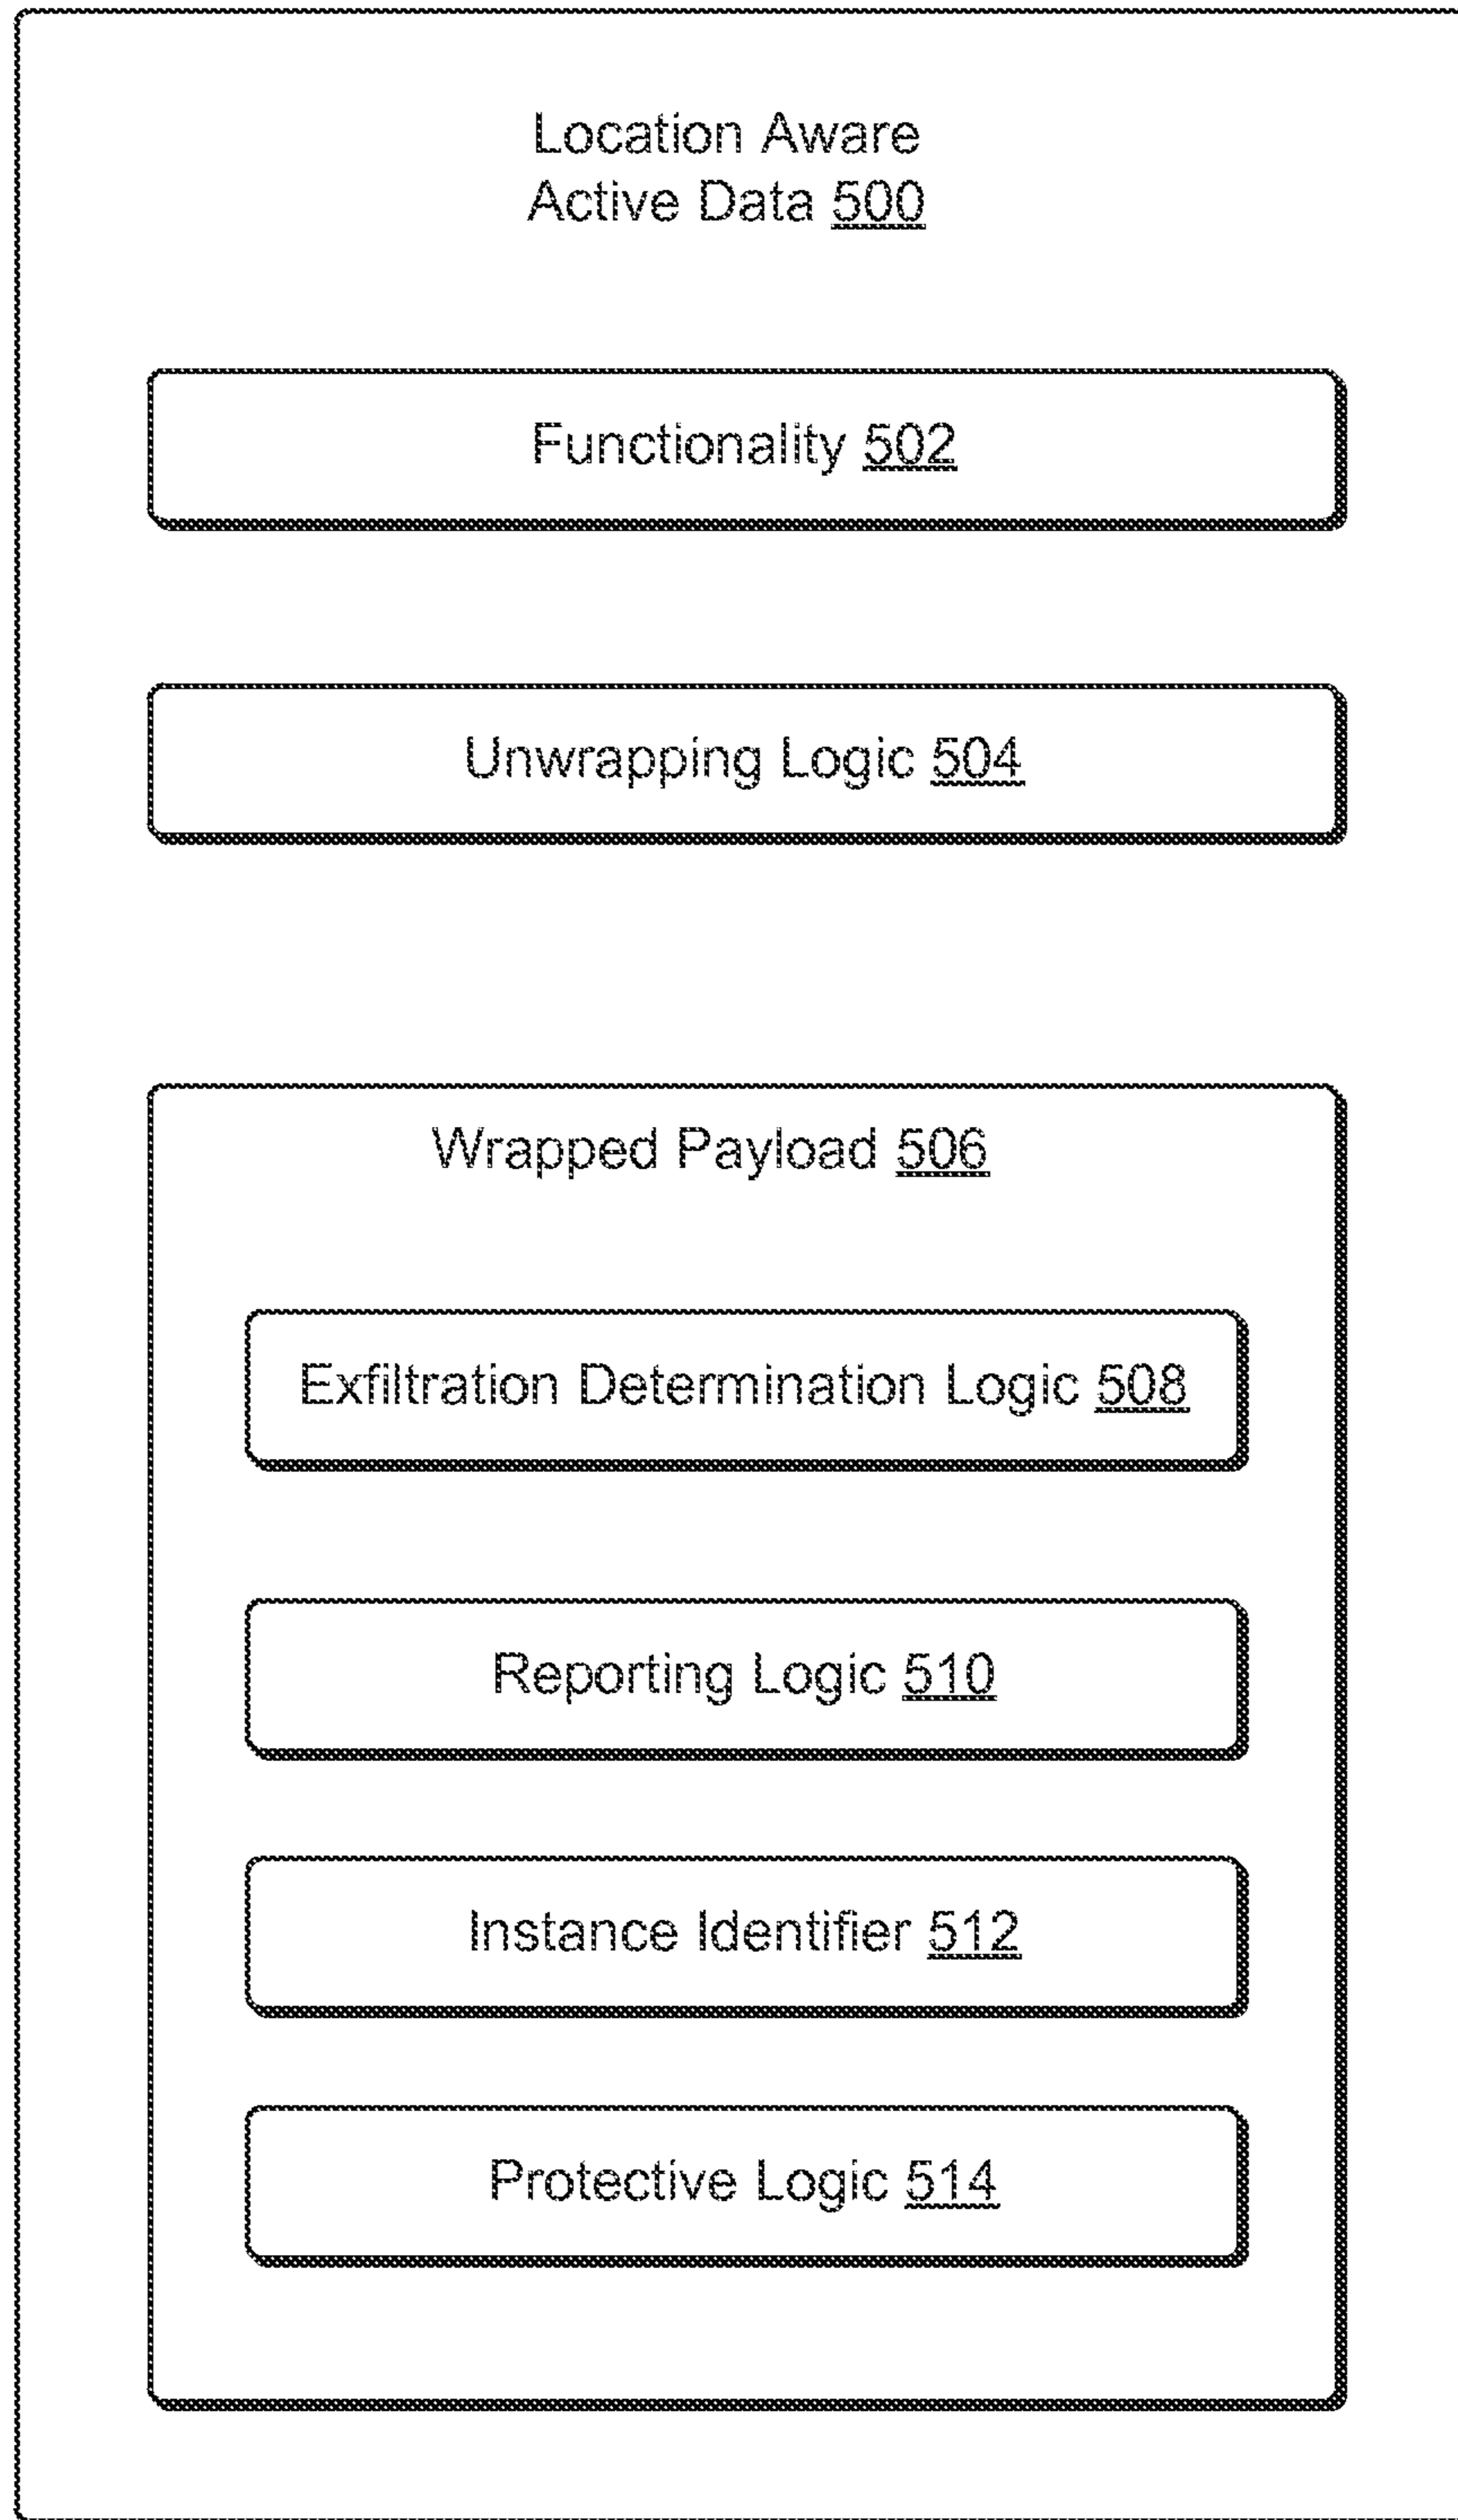 Location Aware
Active Data 500
Functionality 502
Unwrapping Logic 504
Wrapped Payload 506
Exfiltration Determination Logic 508
Reporting Logic 510
Instance Identifier 512
Protective Logic 514